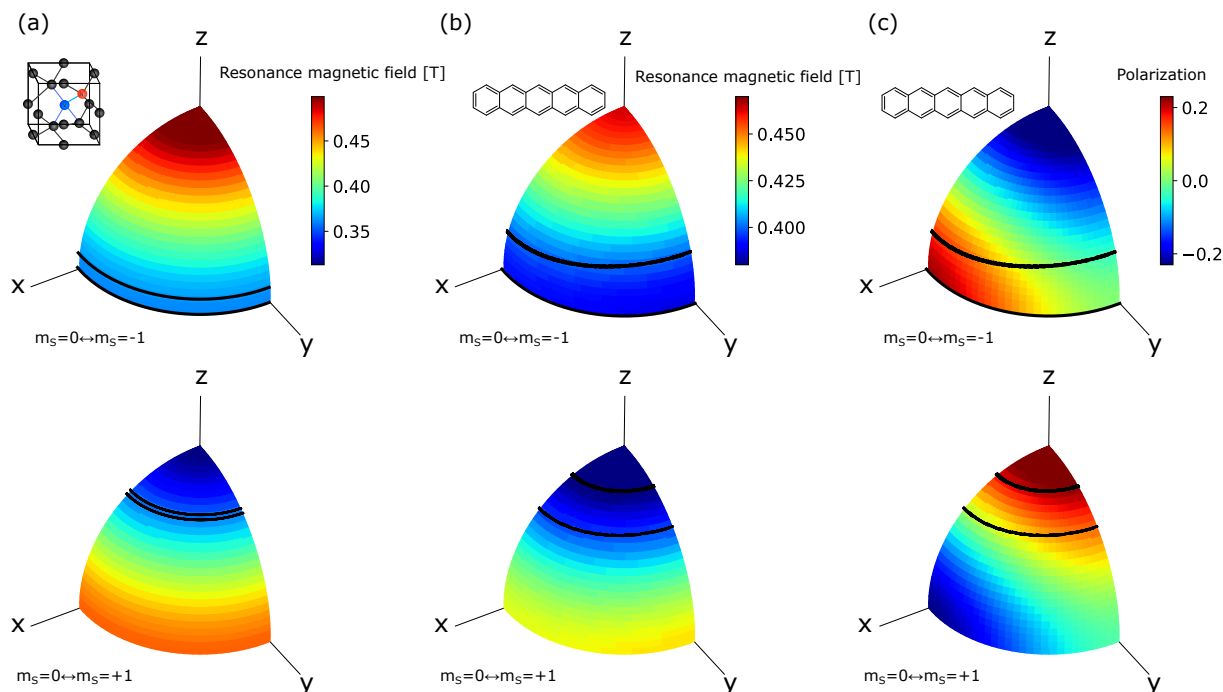 (a)
z
Resonance magnetic field [T]
0.45
0.40
0.35
x
y
mS=0↔mS=-1
(b)
z
Resonance magnetic field [T]
0.450
0.425
0.400
x
y
mS=0↔mS=-1
(c)
z
Polarization
0.2
0.0
−0.2
x
y
mS=0↔mS=-1
z
x
y
mS=0↔mS=+1
z
x
y
mS=0↔mS=+1
z
x
y
mS=0↔mS=+1